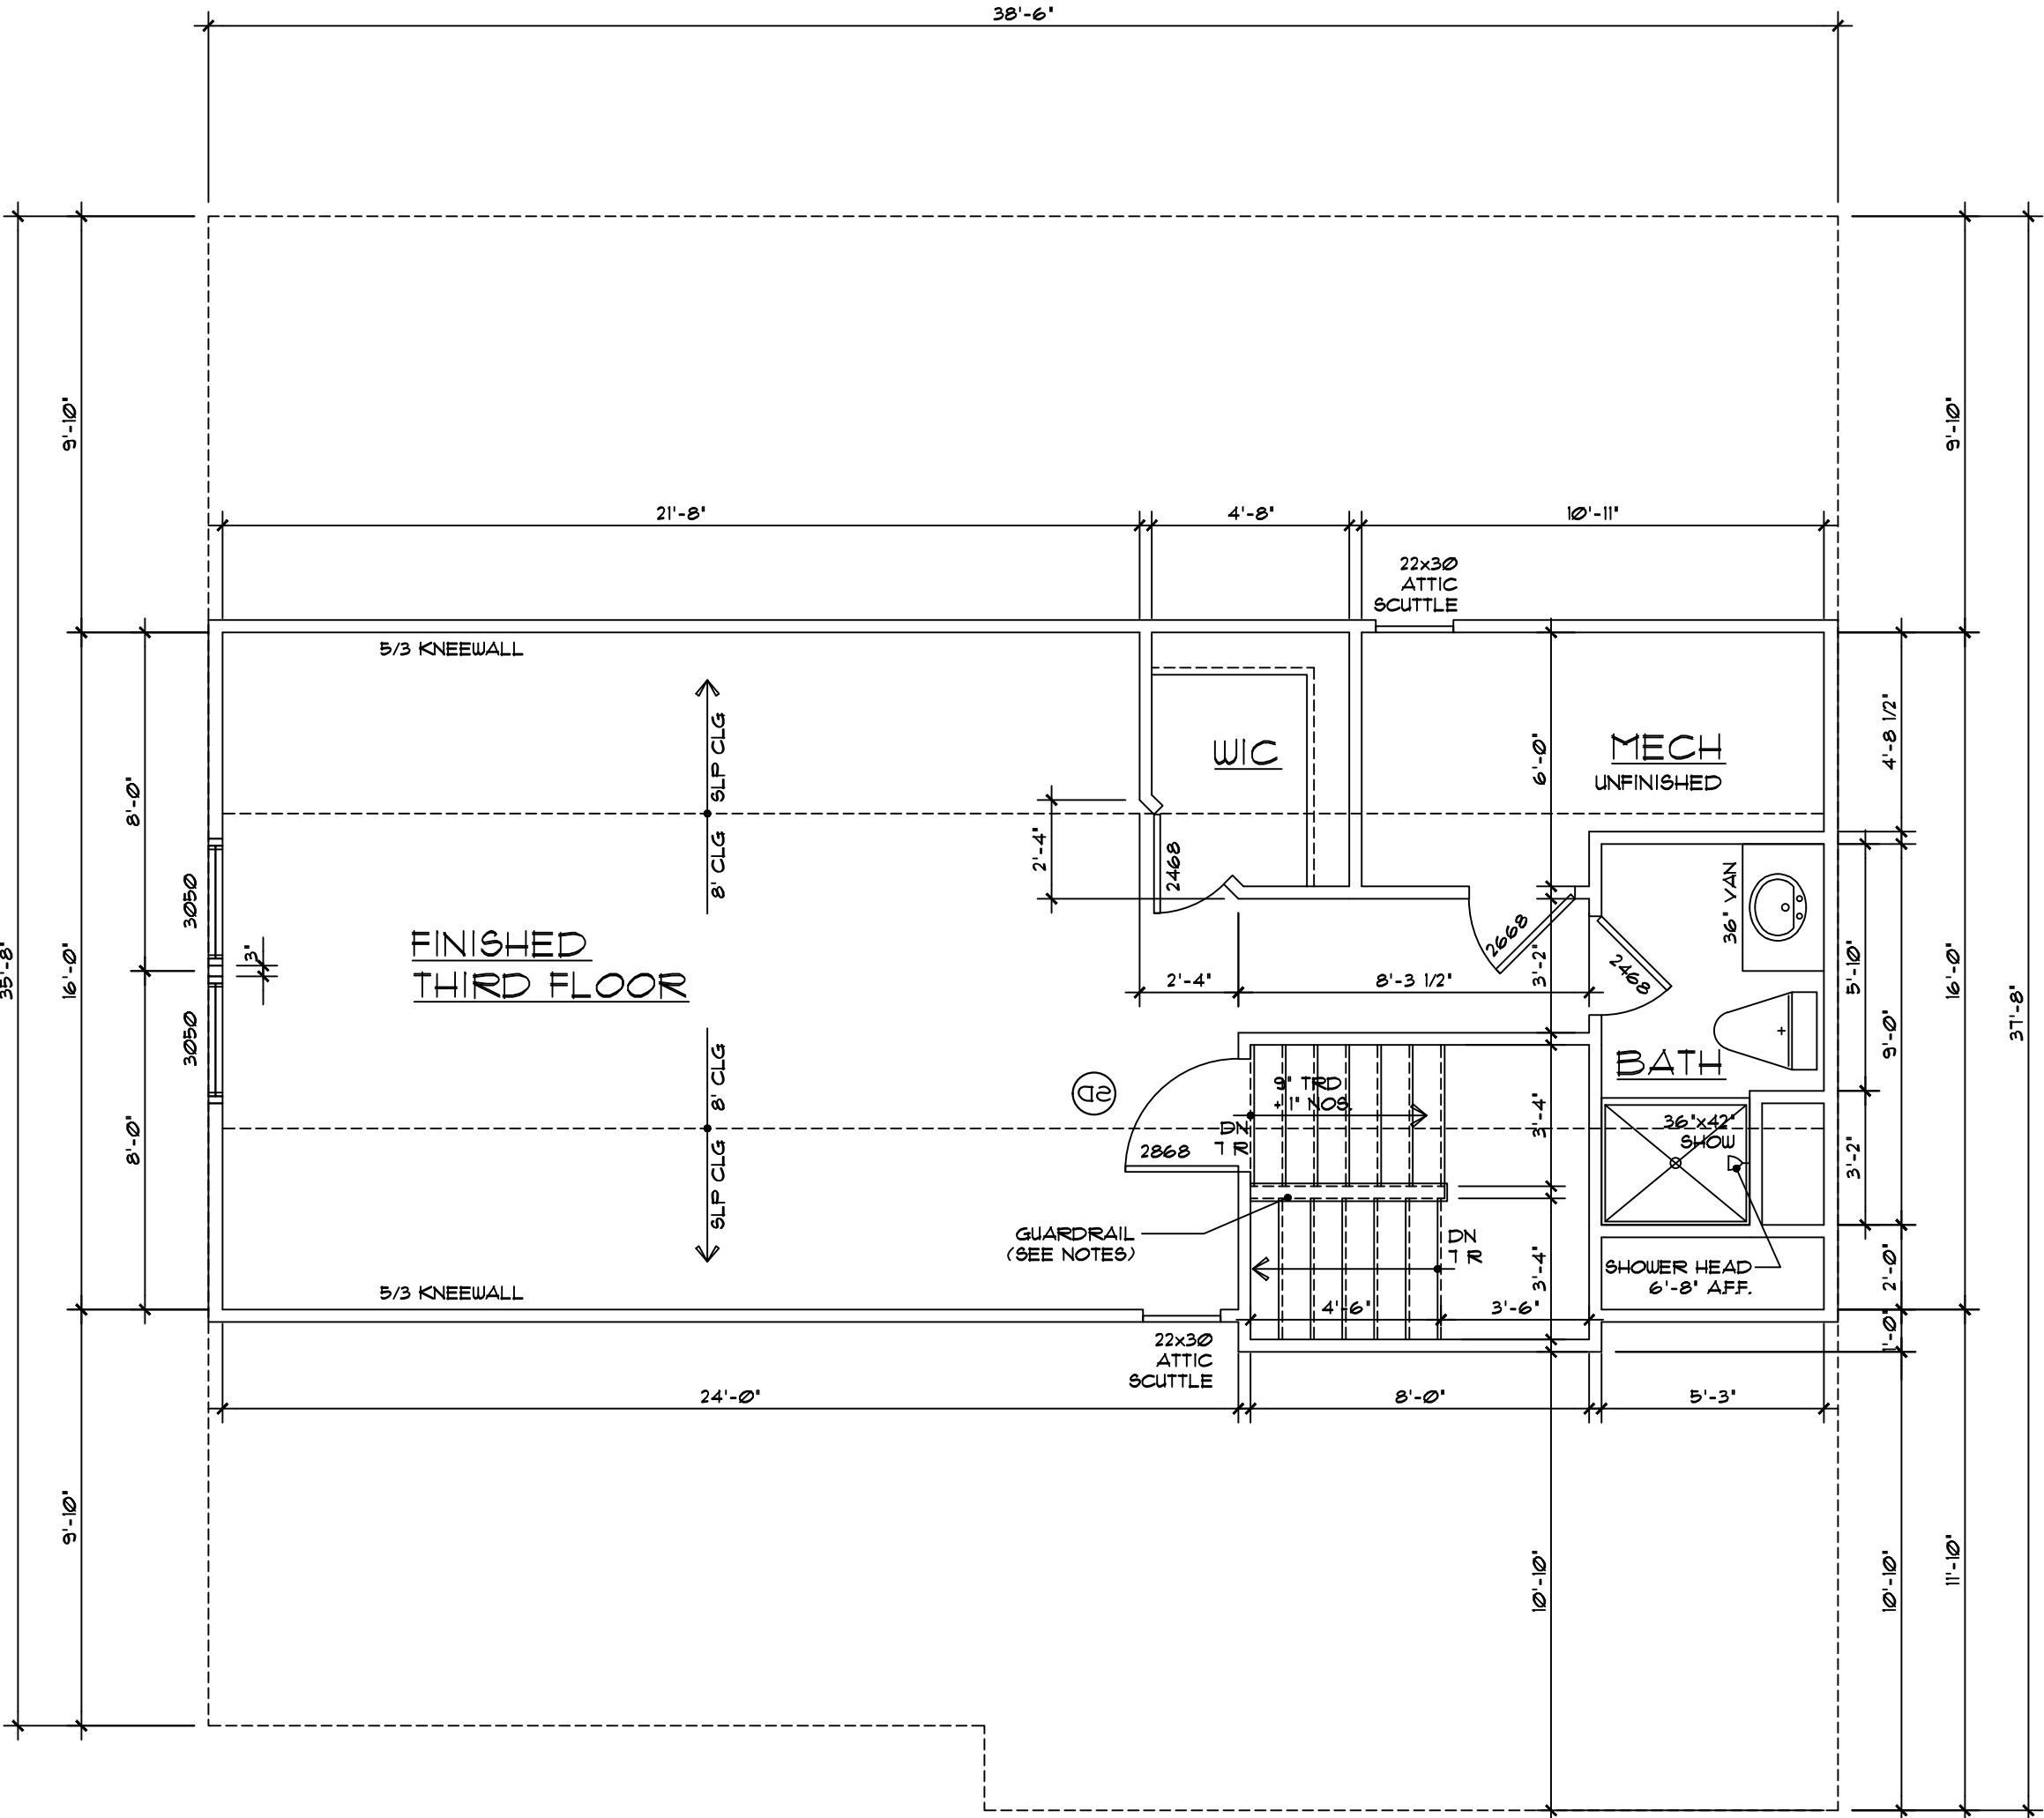 38'-6"
9'-10"
9'-10"
21'-8"
4'-8"
10'-11"
22x30
ATTIC
SCUTTLE
5/3 KNEEWALL
SLP CLG
8' CLG
WIC
MECH
UNFINISHED
6'-0"
4'-8 1/2"
8'-0"
2'-4"
2468
3050
3"
FINISHED
THIRD FLOOR
35'-8"
16'-0"
2'-4"
8'-3 1/2"
2668
3'-2"
2468
36" VAN
5'-10"
9'-0"
16'-0"
37'-8"
3050
8' CLG
SLP CLG
8'-0"
SD
2868
9" TRD
+ 1" NOS.
DN
7 R
3'-4"
BATH
36"x42"
SHOW
3'-2"
GUARDRAIL
(SEE NOTES)
DN
7 R
3'-4"
SHOWER HEAD
6'-8" A.F.F.
2'-0"
5/3 KNEEWALL
4'-6"
3'-6"
1'-0"
22x30
ATTIC
SCUTTLE
24'-0"
8'-0"
5'-3"
9'-10"
10'-10"
10'-10"
11'-10"